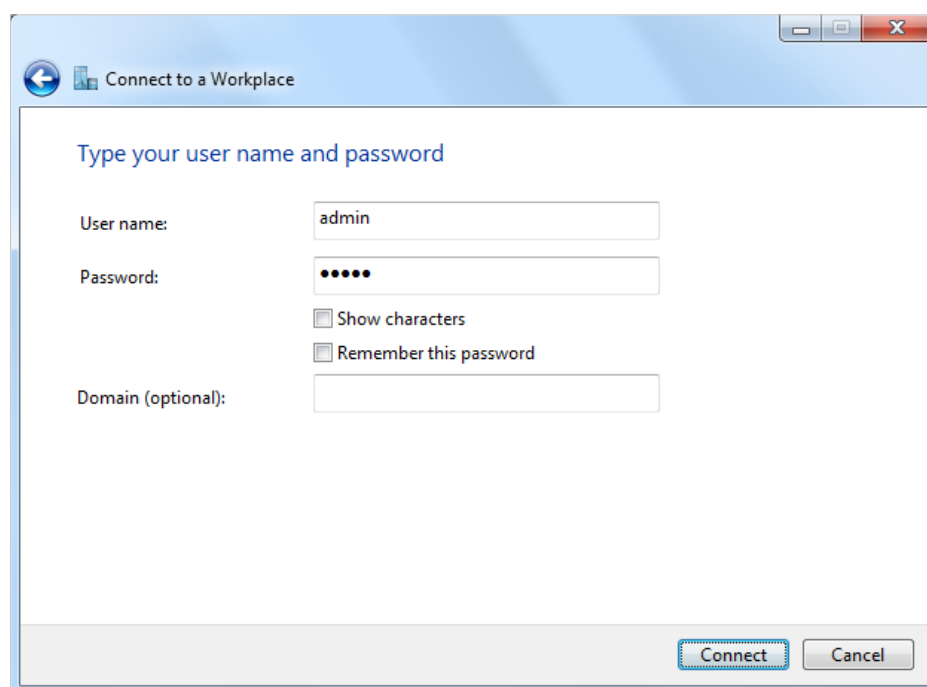 Connect to a Workplace
Type your user name and password
User name: admin
Password: •••••
Show characters
Remember this password
Domain (optional):
Connect Cancel